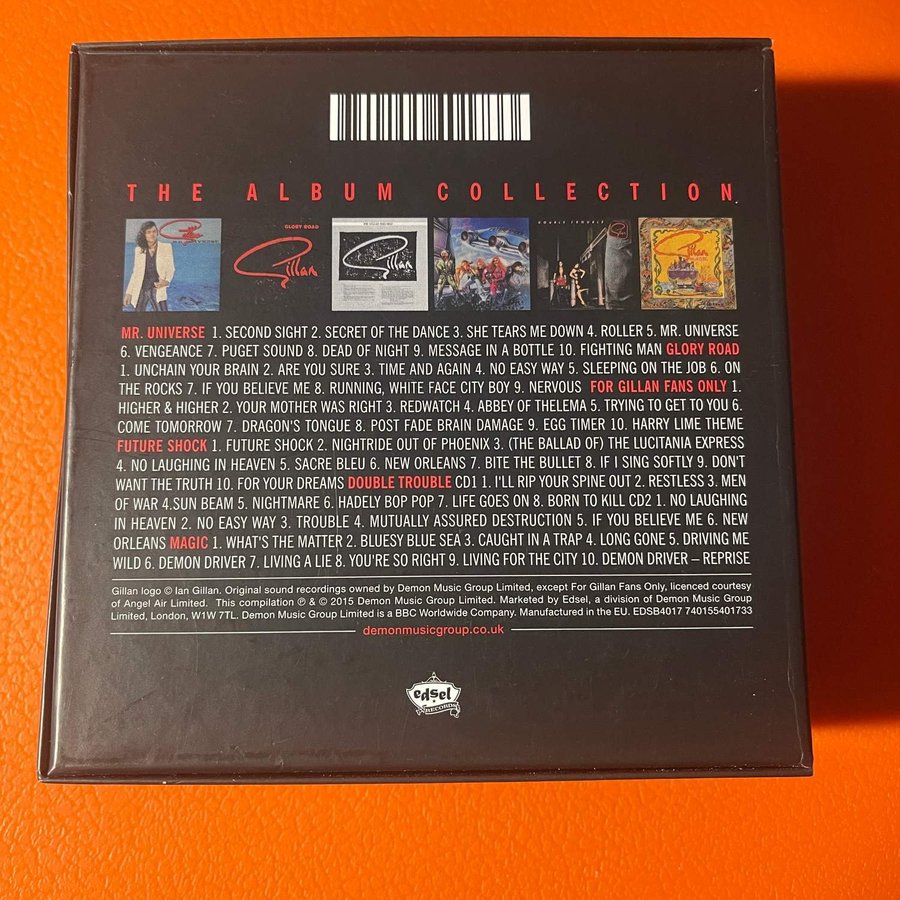 THE ALBUM COLLECTION
GLORY ROAD
Gillan
Gillan
DOUBLE TROUBLE
Gillan
MR. UNIVERSE 1. SECOND SIGHT 2. SECRET OF THE DANCE 3. SHE TEARS ME DOWN 4. ROLLER 5. MR. UNIVERSE
6. VENGEANCE 7. PUGET SOUND 8. DEAD OF NIGHT 9. MESSAGE IN A BOTTLE 10. FIGHTING MAN GLORY ROAD
1. UNCHAIN YOUR BRAIN 2. ARE YOU SURE 3. TIME AND AGAIN 4. NO EASY WAY 5. SLEEPING ON THE JOB 6. ON
THE ROCKS 7. IF YOU BELIEVE ME 8. RUNNING, WHITE FACE CITY BOY 9. NERVOUS FOR GILLAN FANS ONLY 1.
HIGHER & HIGHER 2. YOUR MOTHER WAS RIGHT 3. REDWATCH 4. ABBEY OF THELEMA 5. TRYING TO GET TO YOU 6.
COME TOMORROW 7. DRAGON'S TONGUE 8. POST FADE BRAIN DAMAGE 9. EGG TIMER 10. HARRY LIME THEME
FUTURE SHOCK 1. FUTURE SHOCK 2. NIGHTRIDE OUT OF PHOENIX 3. (THE BALLAD OF) THE LUCITANIA EXPRESS
4. NO LAUGHING IN HEAVEN 5. SACRE BLEU 6. NEW ORLEANS 7. BITE THE BULLET 8. IF I SING SOFTLY 9. DON'T
WANT THE TRUTH 10. FOR YOUR DREAMS DOUBLE TROUBLE CD1 1. I'LL RIP YOUR SPINE OUT 2. RESTLESS 3. MEN
OF WAR 4.SUN BEAM 5. NIGHTMARE 6. HADELY BOP POP 7. LIFE GOES ON 8. BORN TO KILL CD2 1. NO LAUGHING
IN HEAVEN 2. NO EASY WAY 3. TROUBLE 4. MUTUALLY ASSURED DESTRUCTION 5. IF YOU BELIEVE ME 6. NEW
ORLEANS MAGIC 1. WHAT'S THE MATTER 2. BLUESY BLUE SEA 3. CAUGHT IN A TRAP 4. LONG GONE 5. DRIVING ME
WILD 6. DEMON DRIVER 7. LIVING A LIE 8. YOU'RE SO RIGHT 9. LIVING FOR THE CITY 10. DEMON DRIVER – REPRISE
Gillan logo © Ian Gillan. Original sound recordings owned by Demon Music Group Limited, except For Gillan Fans Only, licenced courtesy
of Angel Air Limited. This compilation ℗ & © 2015 Demon Music Group Limited. Marketed by Edsel, a division of Demon Music Group
Limited, London, W1W 7TL. Demon Music Group Limited is a BBC Worldwide Company. Manufactured in the EU. EDSB4017 740155401733
demonmusicgroup.co.uk
edsel
RECORDS